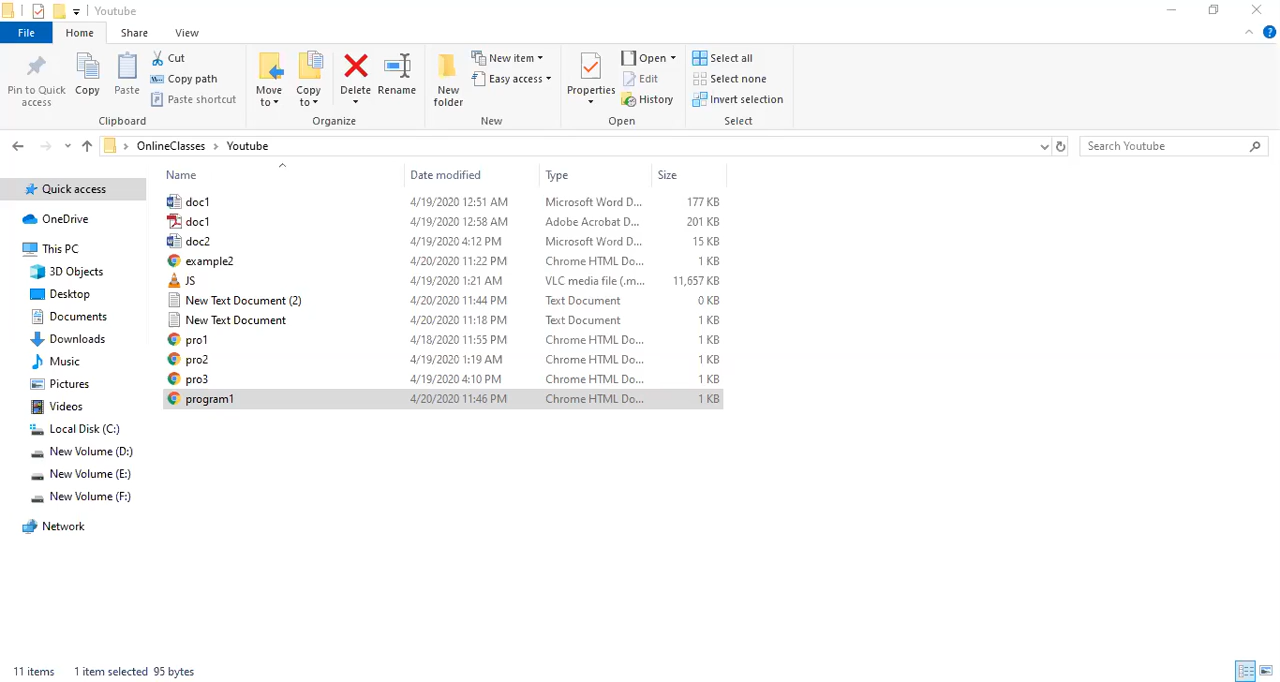 Youtube
File Home Share View
Pin to Quick access
Copy
Paste
Cut
Copy path
Paste shortcut
Move to
Copy to
Delete
Rename
New folder
New item
Easy access
Properties
Open
Edit
History
Select all
Select none
Invert selection
Clipboard Organize New Open Select
OnlineClasses Youtube Search Youtube
Name Date modified Type Size
doc1 4/19/2020 12:51 AM Microsoft Word D... 177 KB
doc1 4/19/2020 12:58 AM Adobe Acrobat D... 201 KB
doc2 4/19/2020 4:12 PM Microsoft Word D... 15 KB
example2 4/20/2020 11:22 PM Chrome HTML Do... 1 KB
JS 4/19/2020 1:21 AM VLC media file (.m... 11,657 KB
New Text Document (2) 4/20/2020 11:44 PM Text Document 0 KB
New Text Document 4/20/2020 11:18 PM Text Document 1 KB
pro1 4/18/2020 11:55 PM Chrome HTML Do... 1 KB
pro2 4/19/2020 1:19 AM Chrome HTML Do... 1 KB
pro3 4/19/2020 4:10 PM Chrome HTML Do... 1 KB
program1 4/20/2020 11:46 PM Chrome HTML Do... 1 KB
Quick access
OneDrive
This PC
3D Objects
Desktop
Documents
Downloads
Music
Pictures
Videos
Local Disk (C:)
New Volume (D:)
New Volume (E:)
New Volume (F:)
Network
11 items 1 item selected 95 bytes